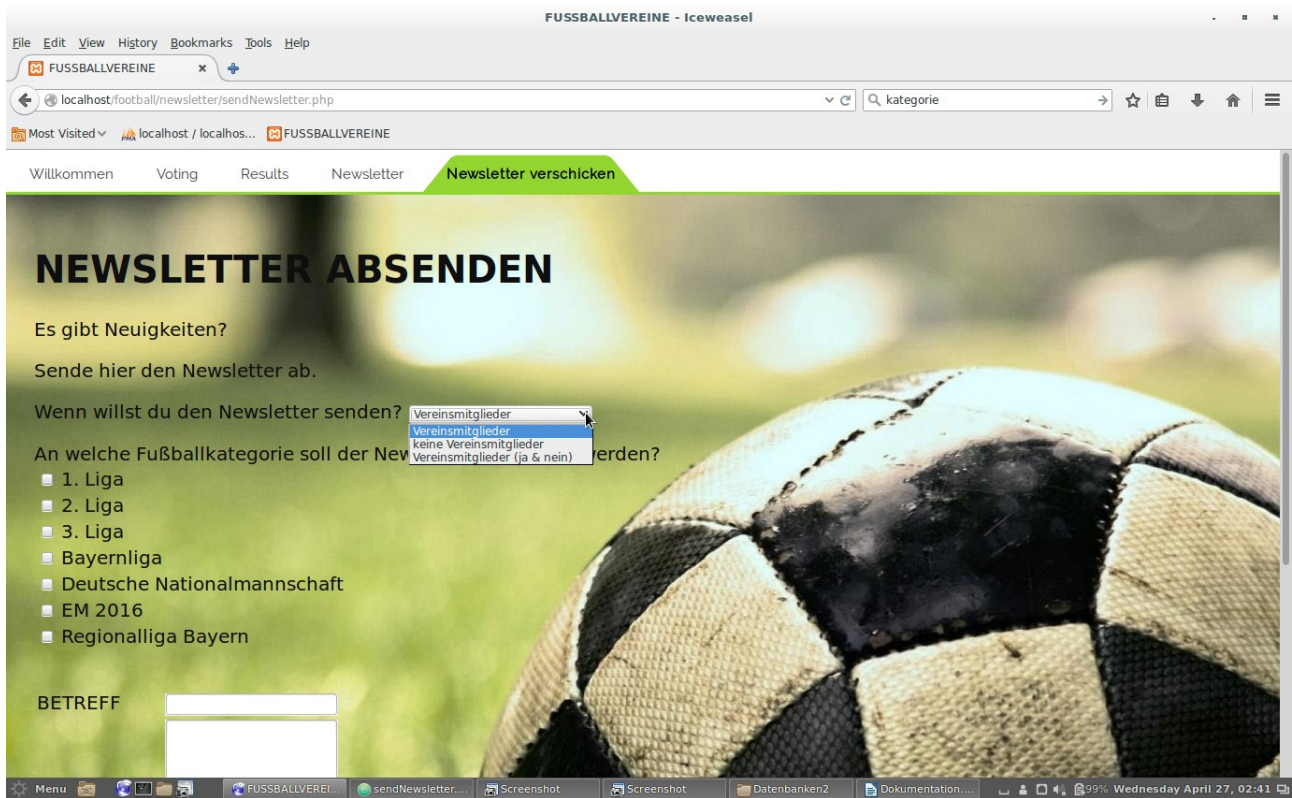 FUSSBALLVEREINE - Iceweasel
File Edit View History Bookmarks Tools Help
FUSSBALLVEREINE
localhost/football/newsletter/sendNewsletter.php
kategorie
Most Visited localhost / localhos... FUSSBALLVEREINE
Willkommen Voting Results Newsletter Newsletter verschicken
NEWSLETTER ABSENDEN
Es gibt Neuigkeiten?
Sende hier den Newsletter ab.
Wenn willst du den Newsletter senden? Vereinsmitglieder
Vereinsmitglieder
keine Vereinsmitglieder
Vereinsmitglieder (ja & nein)
An welche Fußballkategorie soll der New erden?
1. Liga
2. Liga
3. Liga
Bayernliga
Deutsche Nationalmannschaft
EM 2016
Regionalliga Bayern
BETREFF
Menu FUSSBALLVEREI... sendNewsletter.... Screenshot Screenshot Datenbanken2 Dokumentation.... 99% Wednesday April 27, 02:41